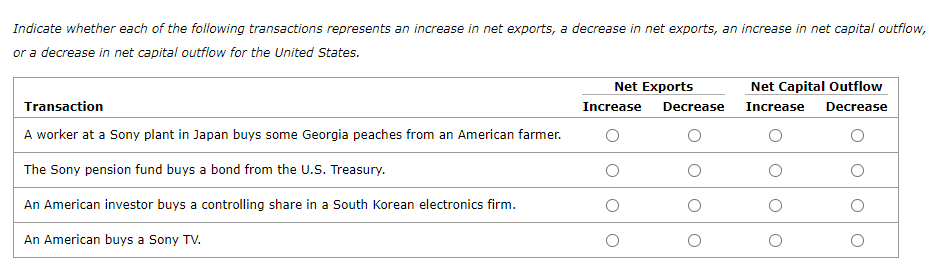 Indicate whether each of the following transactions represents an increase in net exports, a decrease in net exports, an increase in net capital outflow,
or a decrease in net capital outflow for the United States.
Net Exports Net Capital Outflow
Transaction Increase Decrease Increase Decrease
A worker at a Sony plant in Japan buys some Georgia peaches from an American farmer.
The Sony pension fund buys a bond from the U.S. Treasury.
An American investor buys a controlling share in a South Korean electronics firm.
An American buys a Sony TV.